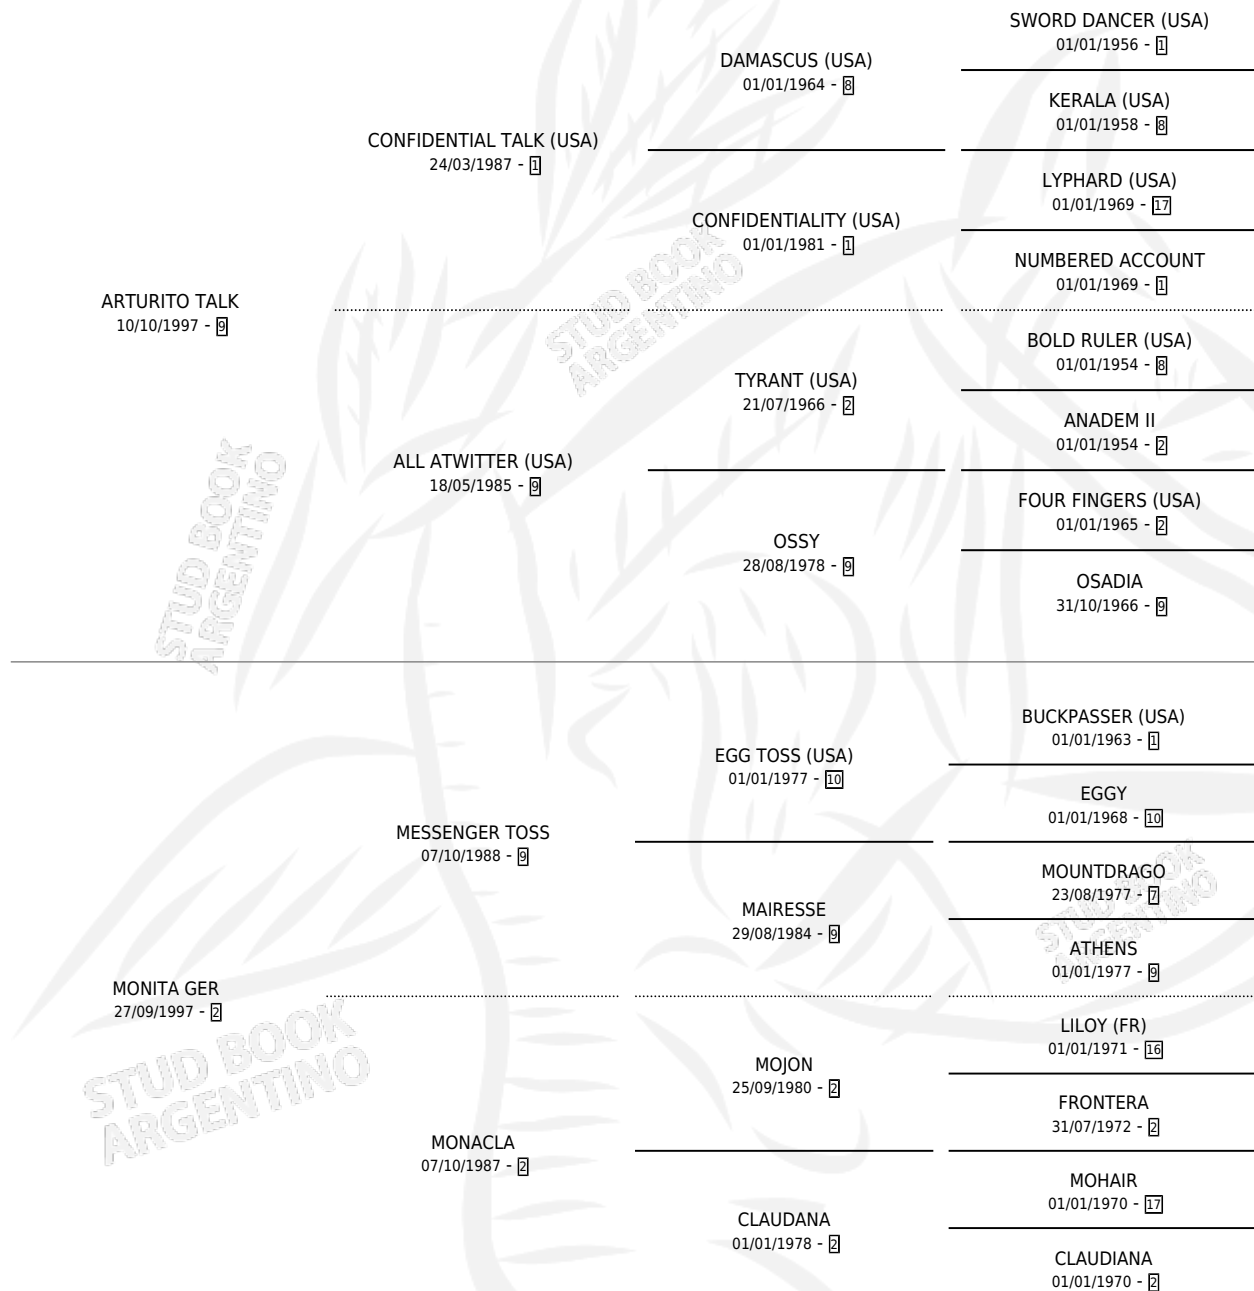 SWORD DANCER (USA)
01/01/1956 - 1
DAMASCUS (USA)
01/01/1964 - 8
KERALA (USA)
01/01/1958 - 8
CONFIDENTIAL TALK (USA)
24/03/1987 - 1
LYPHARD (USA)
01/01/1969 - 17
CONFIDENTIALITY (USA)
01/01/1981 - 1
NUMBERED ACCOUNT
01/01/1969 - 1
ARTURITO TALK
10/10/1997 - 9
BOLD RULER (USA)
01/01/1954 - 8
TYRANT (USA)
21/07/1966 - 2
ANADEM II
01/01/1954 - 2
ALL ATWITTER (USA)
18/05/1985 - 9
FOUR FINGERS (USA)
01/01/1965 - 2
OSSY
28/08/1978 - 9
OSADIA
31/10/1966 - 9
STUD BOOK
ARGENTINO
STUD BOOK
ARGENTINO
BUCKPASSER (USA)
01/01/1963 - 1
EGG TOSS (USA)
01/01/1977 - 10
EGGY
01/01/1968 - 10
MESSENGER TOSS
07/10/1988 - 9
MOUNTDRAGO
23/08/1977 - 7
MAIRESSE
29/08/1984 - 9
ATHENS
01/01/1977 - 9
MONITA GER
27/09/1997 - 2
LILOY (FR)
01/01/1971 - 16
MOJON
25/09/1980 - 2
FRONTERA
31/07/1972 - 2
MONACLA
07/10/1987 - 2
MOHAIR
01/01/1970 - 17
CLAUDANA
01/01/1978 - 2
CLAUDIANA
01/01/1970 - 2
STUD BOOK
ARGENTINO
STUD BOOK
ARGENTINO